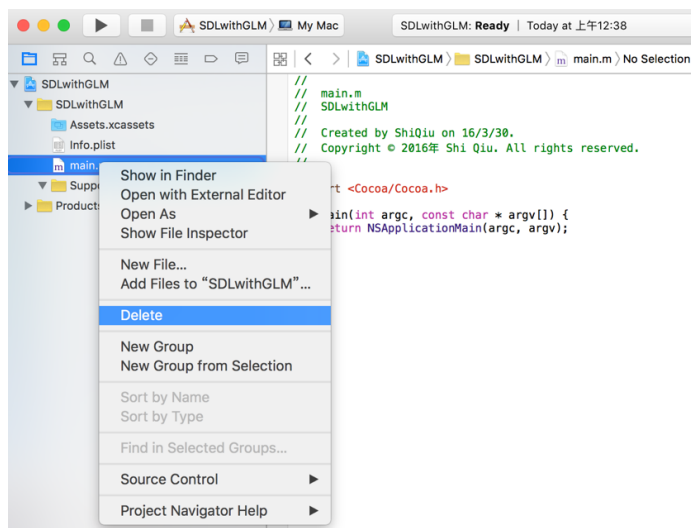 SDLwithGLM My Mac SDLwithGLM: Ready | Today at 上午12:38
SDLwithGLM SDLwithGLM m main.m No Selection
SDLwithGLM
SDLwithGLM
Assets.xcassets
Info.plist
m main.
Supp
Products
//
// main.m
// SDLwithGLM
//
// Created by ShiQiu on 16/3/30.
// Copyright © 2016年 Shi Qiu. All rights reserved.
//
rt <Cocoa/Cocoa.h>
ain(int argc, const char * argv[]) {
eturn NSApplicationMain(argc, argv);
Show in Finder
Open with External Editor
Open As
Show File Inspector
New File...
Add Files to “SDLwithGLM”...
Delete
New Group
New Group from Selection
Sort by Name
Sort by Type
Find in Selected Groups...
Source Control
Project Navigator Help